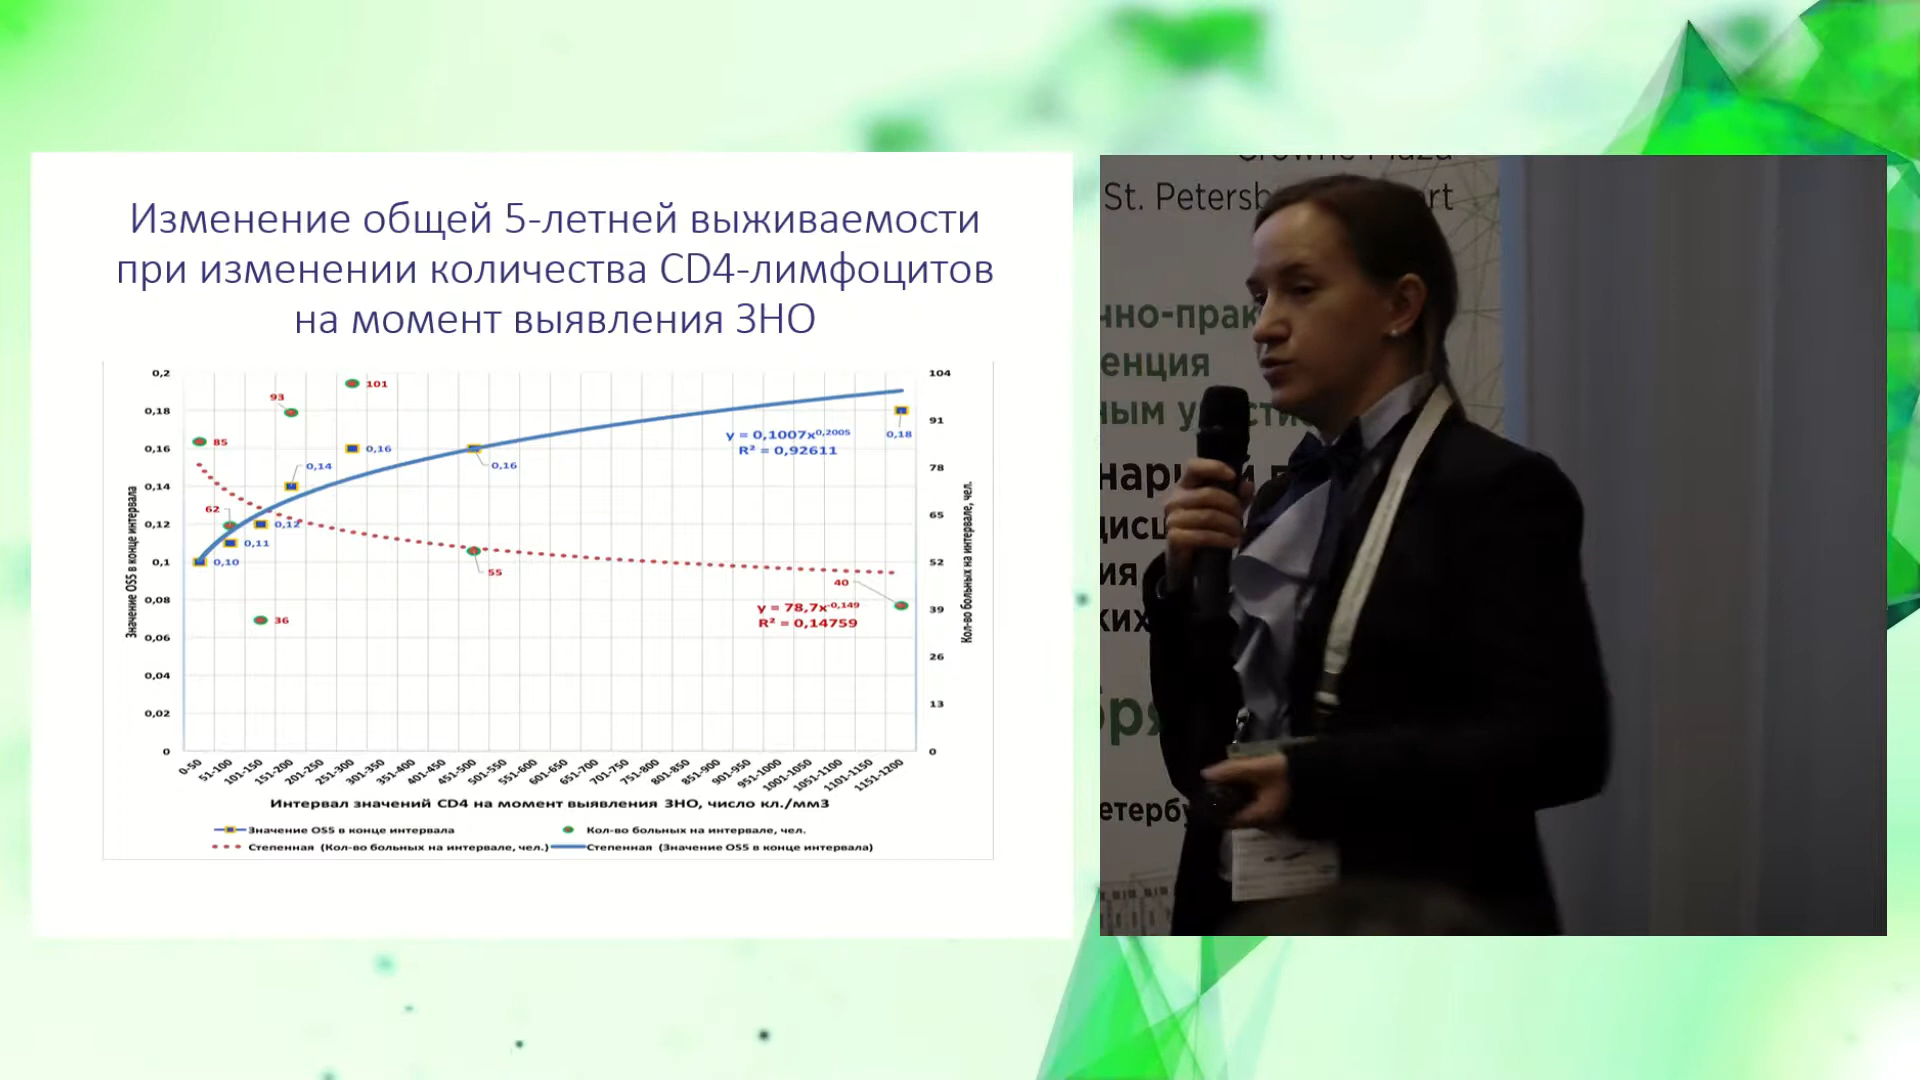 Изменение общей 5-летней выживаемости
при изменении количества CD4-лимфоцитов
на момент выявления ЗНО
0,2
0,18
0,16
0,14
0,12
0,1
0,08
0,06
0,04
0,02
0
Значение OS5 в конце интервала
104
91
78
65
52
39
26
13
0
Кол-во больных на интервале, чел.
85
62
36
93
101
55
40
0,10
0,11
0,12
0,14
0,16
0,16
0,18
y = 0,1007x^0,2005
R² = 0,92611
y = 78,7x^-0,149
R² = 0,14759
0-50
51-100
101-150
151-200
201-250
251-300
301-350
351-400
401-450
451-500
501-550
551-600
601-650
651-700
701-750
751-800
801-850
851-900
901-950
951-1000
1001-1050
1051-1100
1101-1150
1151-1200
Интервал значений CD4 на момент выявления ЗНО, число кл./мм3
Значение OS5 в конце интервала
Кол-во больных на интервале, чел.
Степенная (Кол-во больных на интервале, чел.)
Степенная (Значение OS5 в конце интервала)
Crowne Plaza
St. Petersb
rt
нно-прак
енция
ным у
нар
дисц
ия
ких
бря
етербу